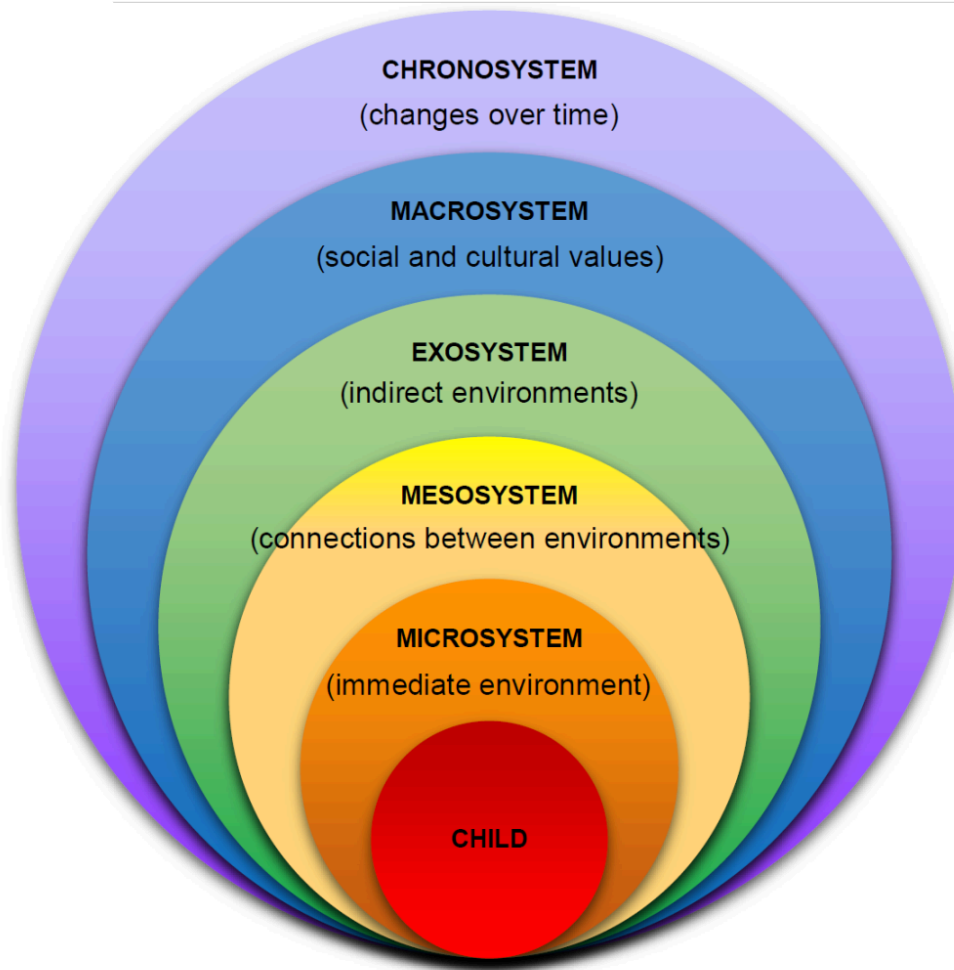 CHRONOSYSTEM
(changes over time)
MACROSYSTEM
(social and cultural values)
EXOSYSTEM
(indirect environments)
MESOSYSTEM
(connections between environments)
MICROSYSTEM
(immediate environment)
CHILD